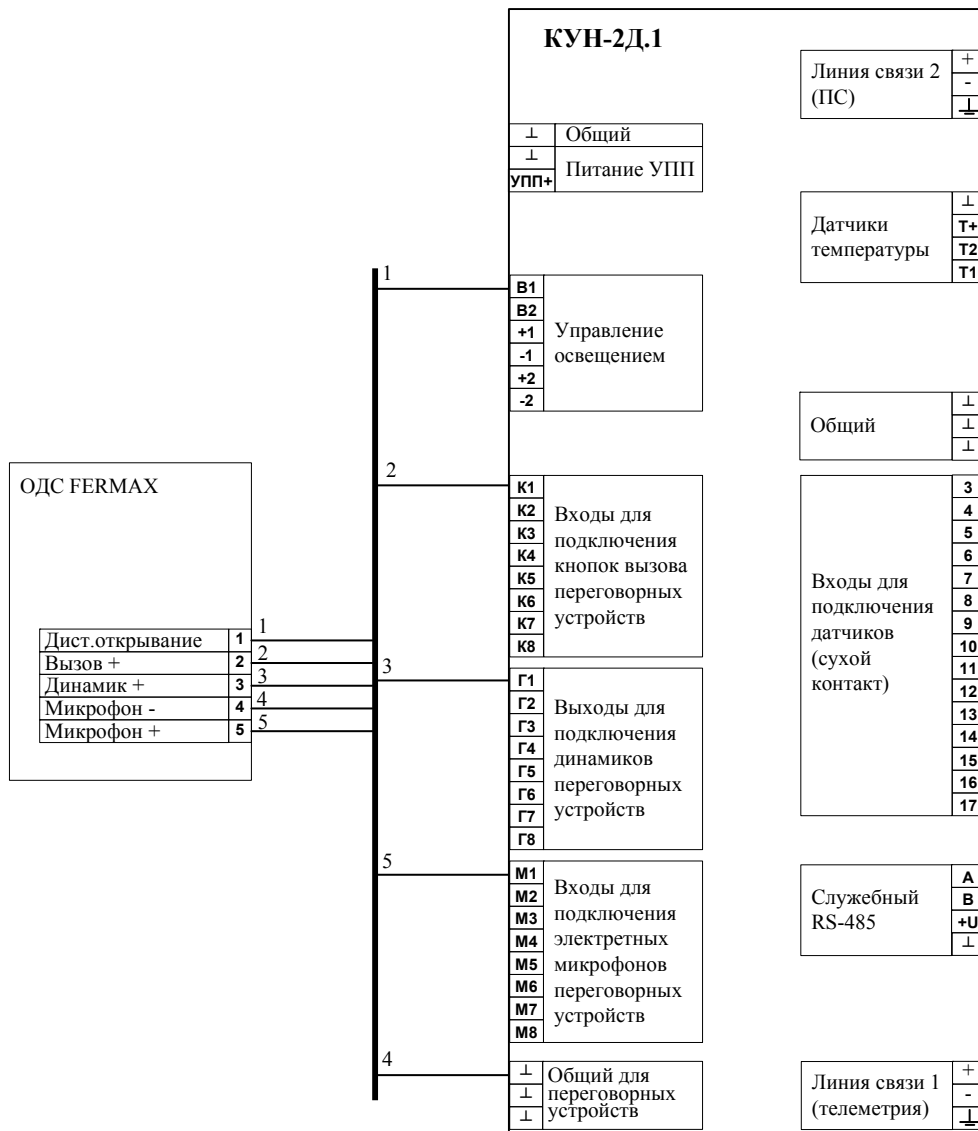 КУН-2Д.1
Линия связи 2
(ПС)
+
-
⏚
⊥
Общий
⊥
УПП+
Питание УПП
Датчики
температуры
⊥
T+
T2
T1
1
B1
B2
+1
-1
+2
-2
Управление
освещением
Общий
⊥
⊥
⊥
ОДС FERMAX
Дист.открывание
1
1
Вызов +
2
2
Динамик +
3
3
Микрофон -
4
4
Микрофон +
5
5
2
К1
К2
К3
К4
К5
К6
К7
К8
Входы для
подключения
кнопок вызова
переговорных
устройств
3
Г1
Г2
Г3
Г4
Г5
Г6
Г7
Г8
Выходы для
подключения
динамиков
переговорных
устройств
Входы для
подключения
датчиков
(сухой
контакт)
3
4
5
6
7
8
9
10
11
12
13
14
15
16
17
5
М1
М2
М3
М4
М5
М6
М7
М8
Входы для
подключения
электретных
микрофонов
переговорных
устройств
Служебный
RS-485
A
B
+U
⊥
4
⊥
⊥
⊥
Общий для
переговорных
устройств
Линия связи 1
(телеметрия)
+
-
⏚